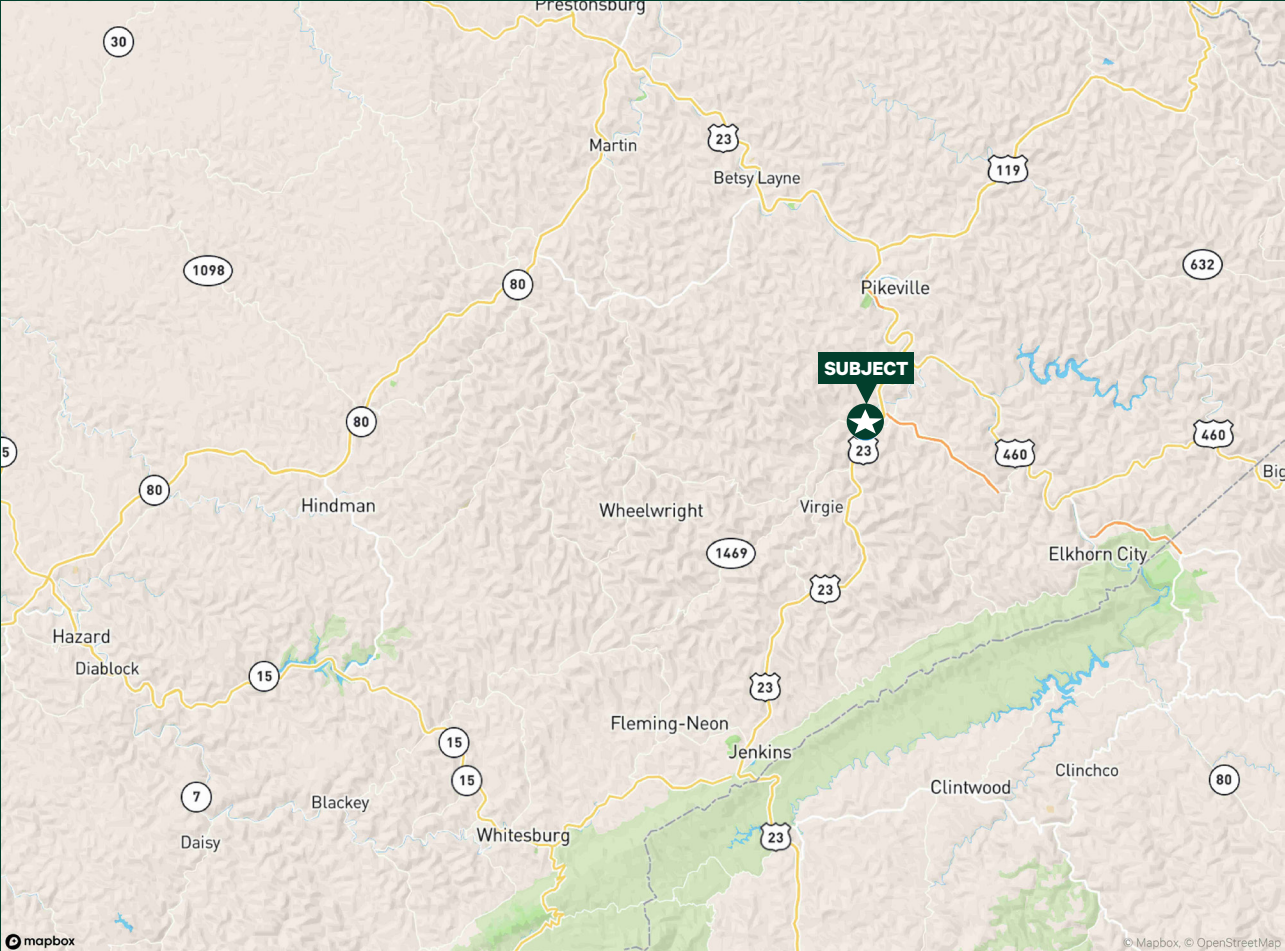 Prestonsburg
30
23
Martin
119
Betsy Layne
632
1098
80
Pikeville
SUBJECT
80
460
5
23
460
Big
80
Hindman
Virgie
Wheelwright
1469
Elkhorn City
23
Hazard
Diablock
15
23
Fleming-Neon
15
Jenkins
Clinchco
15
80
Clintwood
7
Blackey
Whitesburg
23
Daisy
mapbox
© Mapbox, © OpenStreetMap